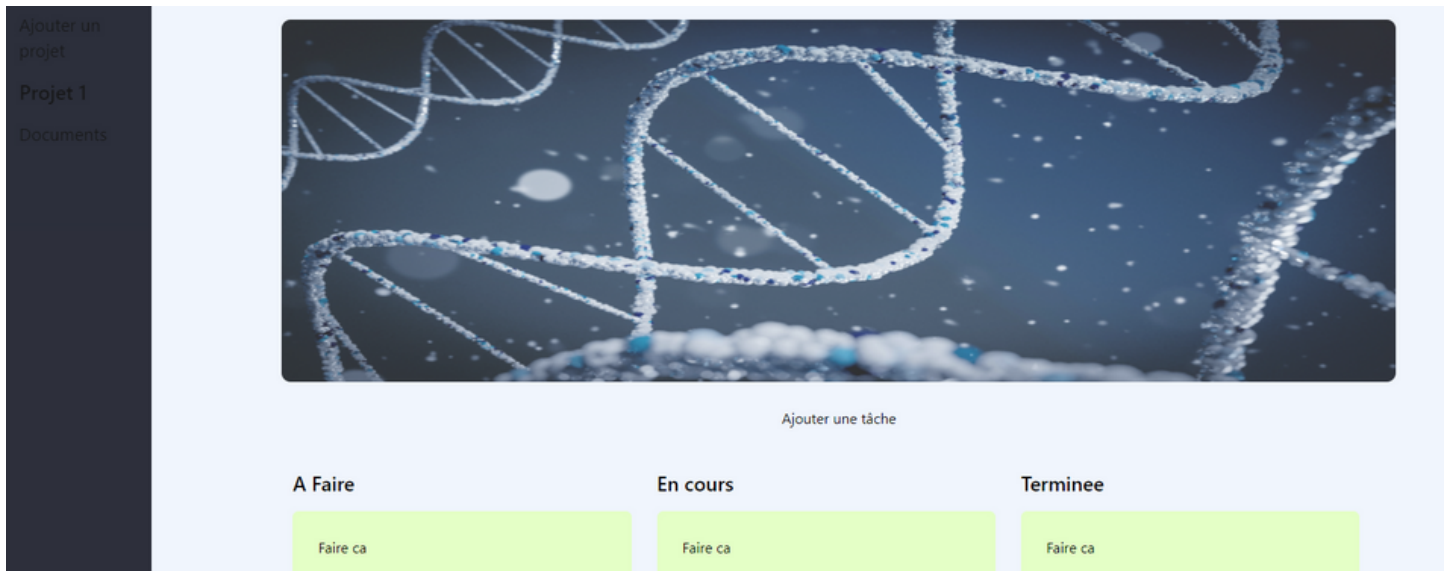 Ajouter un
projet
Projet 1
Documents
Ajouter une tâche
A Faire
En cours
Terminee
Faire ca
Faire ca
Faire ca